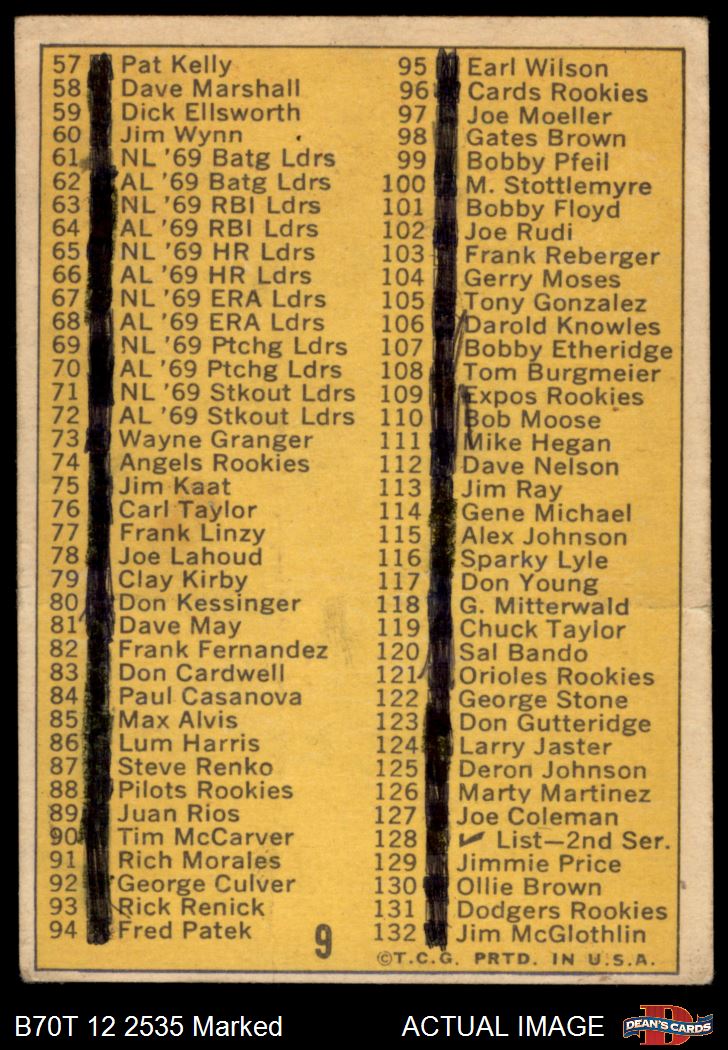 57 Pat Kelly
58 Dave Marshall
59 Dick Ellsworth
60 Jim Wynn
61 NL '69 Batg Ldrs
62 AL '69 Batg Ldrs
63 NL '69 RBI Ldrs
64 AL '69 RBI Ldrs
65 NL '69 HR Ldrs
66 AL '69 HR Ldrs
67 NL '69 ERA Ldrs
68 AL '69 ERA Ldrs
69 NL '69 Ptchg Ldrs
70 AL '69 Ptchg Ldrs
71 NL '69 Stkout Ldrs
72 AL '69 Stkout Ldrs
73 Wayne Granger
74 Angels Rookies
75 Jim Kaat
76 Carl Taylor
77 Frank Linzy
78 Joe Lahoud
79 Clay Kirby
80 Don Kessinger
81 Dave May
82 Frank Fernandez
83 Don Cardwell
84 Paul Casanova
85 Max Alvis
86 Lum Harris
87 Steve Renko
88 Pilots Rookies
89 Juan Rios
90 Tim McCarver
91 Rich Morales
92 George Culver
93 Rick Renick
94 Fred Patek
95 Earl Wilson
96 Cards Rookies
97 Joe Moeller
98 Gates Brown
99 Bobby Pfeil
100 M. Stottlemyre
101 Bobby Floyd
102 Joe Rudi
103 Frank Reberger
104 Gerry Moses
105 Tony Gonzalez
106 Darold Knowles
107 Bobby Etheridge
108 Tom Burgmeier
109 Expos Rookies
110 Bob Moose
111 Mike Hegan
112 Dave Nelson
113 Jim Ray
114 Gene Michael
115 Alex Johnson
116 Sparky Lyle
117 Don Young
118 G. Mitterwald
119 Chuck Taylor
120 Sal Bando
121 Orioles Rookies
122 George Stone
123 Don Gutteridge
124 Larry Jaster
125 Deron Johnson
126 Marty Martinez
127 Joe Coleman
128 ✓ List—2nd Ser.
129 Jimmie Price
130 Ollie Brown
131 Dodgers Rookies
132 Jim McGlothlin
9
©T.C.G. PRTD. IN U.S.A.
B70T 12 2535 Marked
ACTUAL IMAGE
DEAN'S CARDS